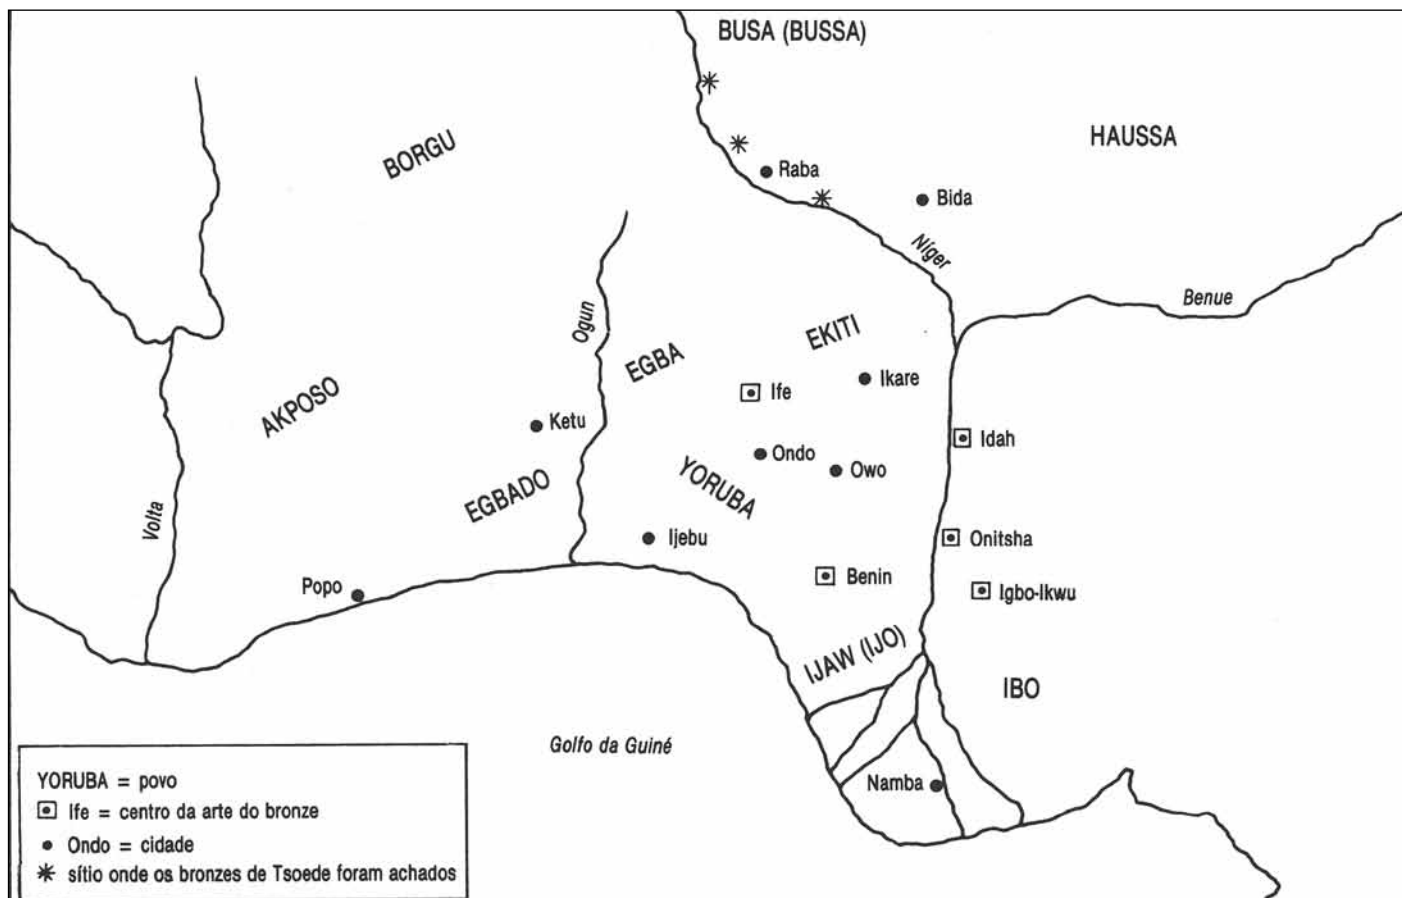 BUSA (BUSSA)
HAUSSA
BORGU
Raba
Bida
Níger
Benue
Ogun
EKITI
EGBA
Ikare
Ife
AKPOSO
Ketu
Idah
Ondo
Owo
YORUBA
EGBADO
Volta
Ijebu
Onitsha
Benin
Popo
Igbo-Ikwu
IJAW (IJO)
IBO
Golfo da Guiné
Namba
YORUBA = povo
Ife = centro da arte do bronze
Ondo = cidade
sítio onde os bronzes de Tsoede foram achados